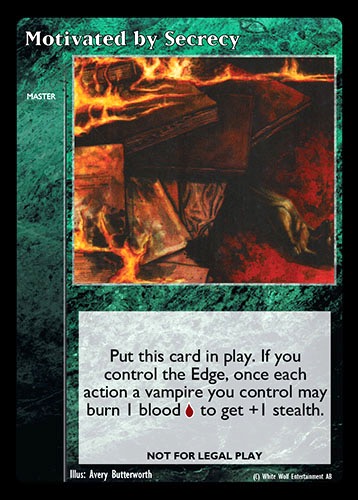 Motivated by Secrecy
MASTER
Put this card in play. If you
control the Edge, once each
action a vampire you control may
burn 1 blood to get +1 stealth.
NOT FOR LEGAL PLAY
Illus: Avery Butterworth
(C) White Wolf Entertainment AB